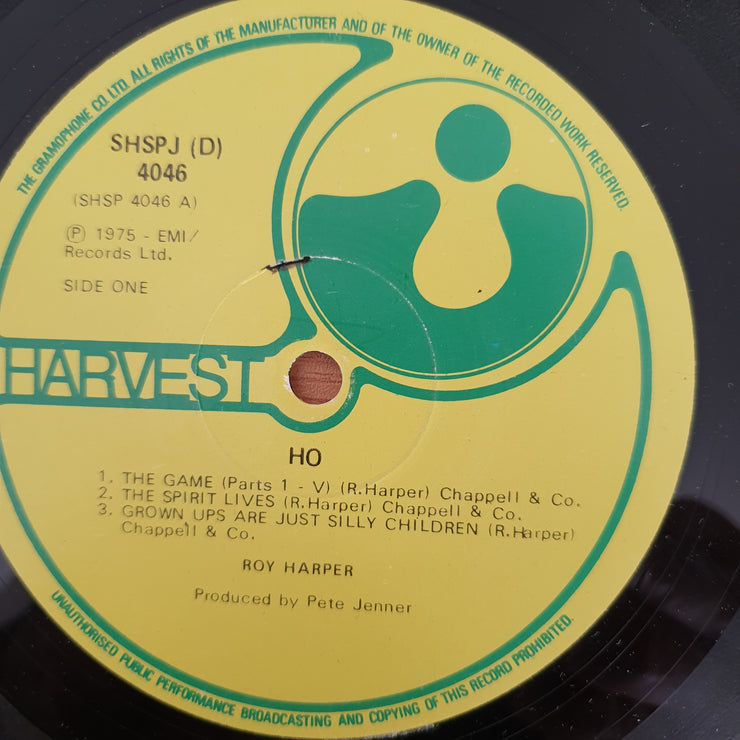 THE GRAMOPHONE CO. LTD. ALL RIGHTS OF THE MANUFACTURER AND OF THE OWNER OF THE RECORDED WORK RESERVED.
SHSPJ (D)
4046
(SHSP 4046 A)
Ⓟ 1975 - EMI/
Records Ltd.
SIDE ONE
HARVEST
HO
1. THE GAME (Parts 1 - V) (R.Harper) Chappell & Co.
2. THE SPIRIT LIVES (R.Harper) Chappell & Co.
3. GROWN UPS ARE JUST SILLY CHILDREN (R.Harper)
Chappell & Co.
ROY HARPER
Produced by Pete Jenner
UNAUTHORISED PUBLIC PERFORMANCE BROADCASTING AND COPYING OF THIS RECORD PROHIBITED.